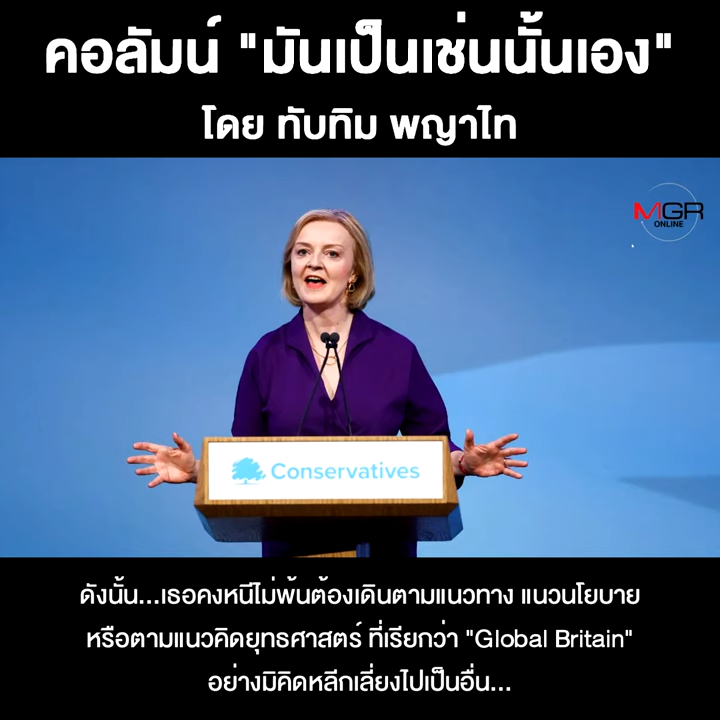 คอลัมน์ "มันเป็นเช่นนั้นเอง"
โดย ทับทิม พญาไท
MGR
ONLINE
Conservatives
ดังนั้น...เธอคงหนีไม่พ้นต้องเดินตามแนวทาง แนวนโยบาย
หรือตามแนวคิดยุทธศาสตร์ ที่เรียกว่า "Global Britain"
อย่างมิคิดหลีกเลี่ยงไปเป็นอื่น...